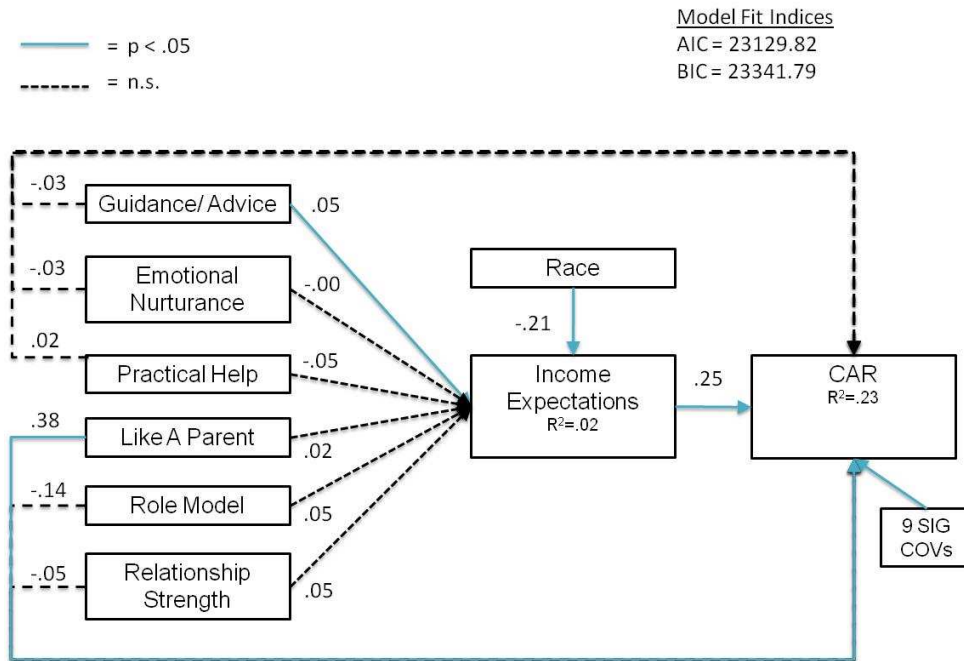 = p < .05
= n.s.
Model Fit Indices
AIC = 23129.82
BIC = 23341.79
-.03
Guidance/ Advice
.05
-.03
Emotional
Nurturance
-.00
Race
-.21
.02
Practical Help
-.05
Income
Expectations
R²=.02
.25
CAR
R²=.23
.38
Like A Parent
.02
-.14
Role Model
.05
9 SIG
COVs
-.05
Relationship
Strength
.05